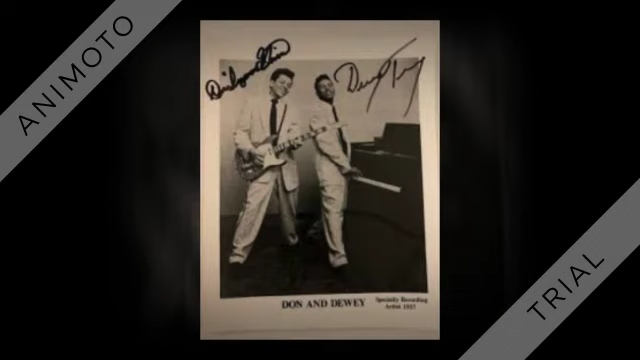 ANIMOTO
DON AND DEWEY
Specialty Recording
Artist 1957
TRIAL